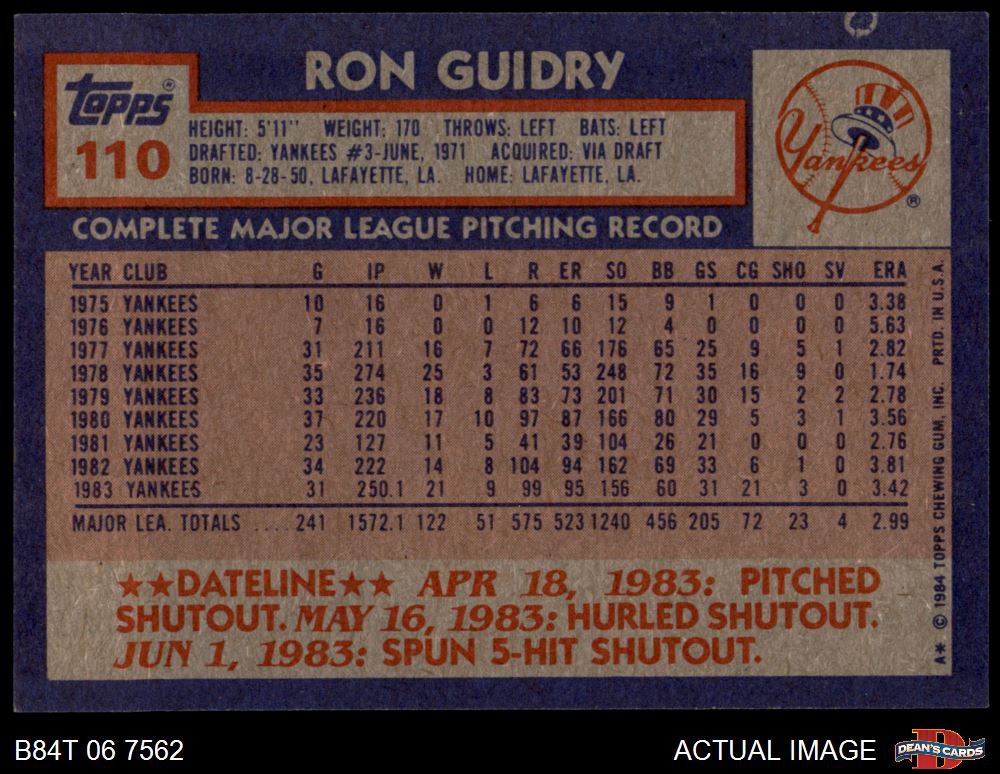 RON GUIDRY
Topps®
110
HEIGHT: 5'11" WEIGHT: 170 THROWS: LEFT BATS: LEFT
DRAFTED: YANKEES #3-JUNE, 1971 ACQUIRED: VIA DRAFT
BORN: 8-28-50, LAFAYETTE, LA. HOME: LAFAYETTE, LA.
Yankees ®
COMPLETE MAJOR LEAGUE PITCHING RECORD
YEAR CLUB G IP W L R ER SO BB GS CG SHO SV ERA
1975 YANKEES 10 16 0 1 6 6 15 9 1 0 0 0 3.38
1976 YANKEES 7 16 0 0 12 10 12 4 0 0 0 0 5.63
1977 YANKEES 31 211 16 7 72 66 176 65 25 9 5 1 2.82
1978 YANKEES 35 274 25 3 61 53 248 72 35 16 9 0 1.74
1979 YANKEES 33 236 18 8 83 73 201 71 30 15 2 2 2.78
1980 YANKEES 37 220 17 10 97 87 166 80 29 5 3 1 3.56
1981 YANKEES 23 127 11 5 41 39 104 26 21 0 0 0 2.76
1982 YANKEES 34 222 14 8 104 94 162 69 33 6 1 0 3.81
1983 YANKEES 31 250.1 21 9 99 95 156 60 31 21 3 0 3.42
MAJOR LEA. TOTALS ....241 1572.1 122 51 575 523 1240 456 205 72 23 4 2.99
★★DATELINE★★ APR 18, 1983: PITCHED
SHUTOUT. MAY 16, 1983: HURLED SHUTOUT.
JUN 1, 1983: SPUN 5-HIT SHUTOUT.
A* © 1984 TOPPS CHEWING GUM, INC. PRTD. IN U.S.A.
B84T 06 7562
ACTUAL IMAGE
D
DEAN'S CARDS